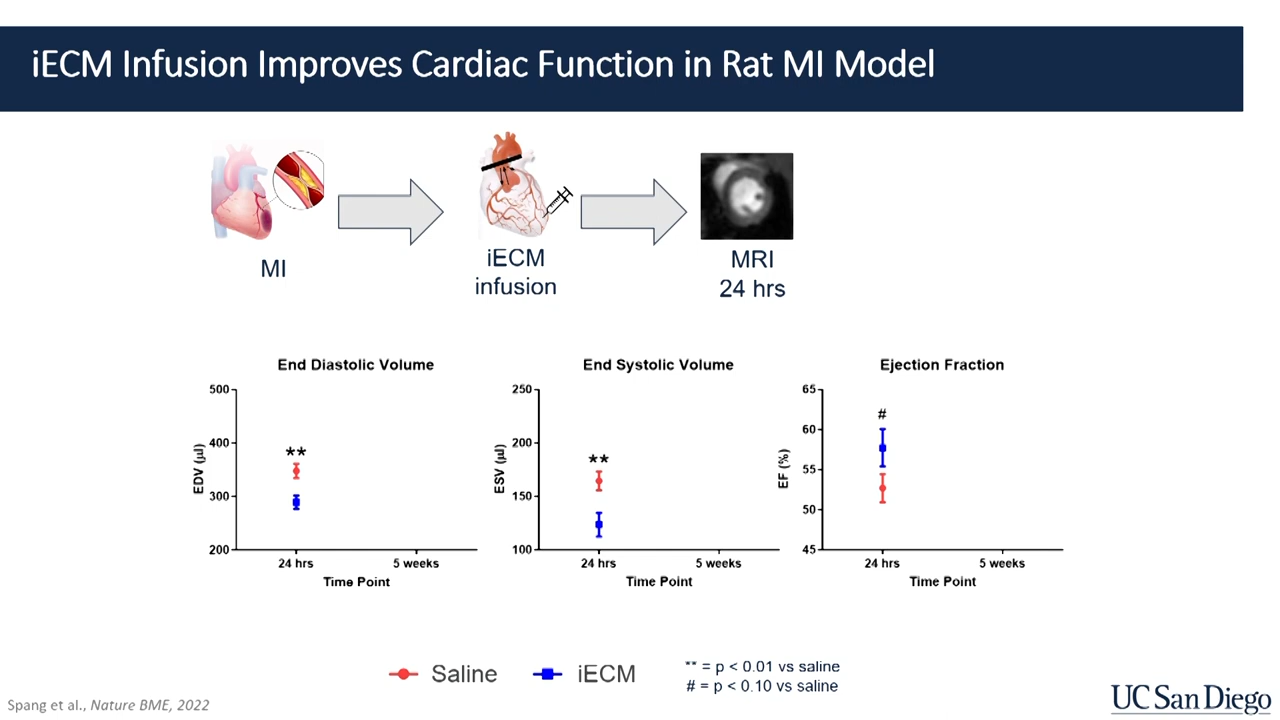 iECM Infusion Improves Cardiac Function in Rat MI Model
MI
iECM
infusion
MRI
24 hrs
End Diastolic Volume
500
400
300
200
EDV (µl)
**
24 hrs
5 weeks
Time Point
End Systolic Volume
250
200
150
100
ESV (µl)
**
24 hrs
5 weeks
Time Point
Ejection Fraction
65
60
55
50
45
EF (%)
#
24 hrs
5 weeks
Time Point
Saline
iECM
** = p < 0.01 vs saline
# = p < 0.10 vs saline
Spang et al., Nature BME, 2022
UC San Diego